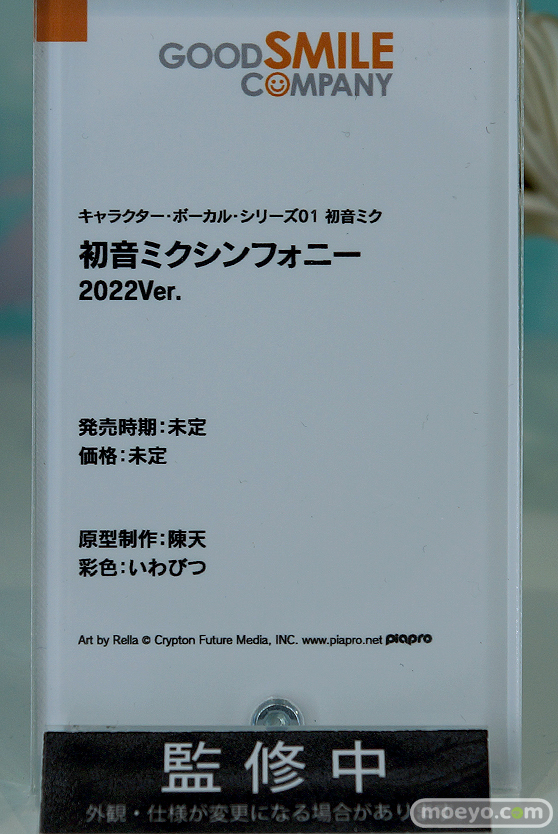 GOODSMILE
COMPANY
キャラクター・ボーカル・シリーズ01 初音ミク
初音ミクシンフォニー
2022Ver.
発売時期:未定
価格:未定
原型制作:陳天
彩色:いわびつ
Art by Rella © Crypton Future Media, INC. www.piapro.net piapro
監修中
外観・仕様が変更になる場合があり
moeyo.com